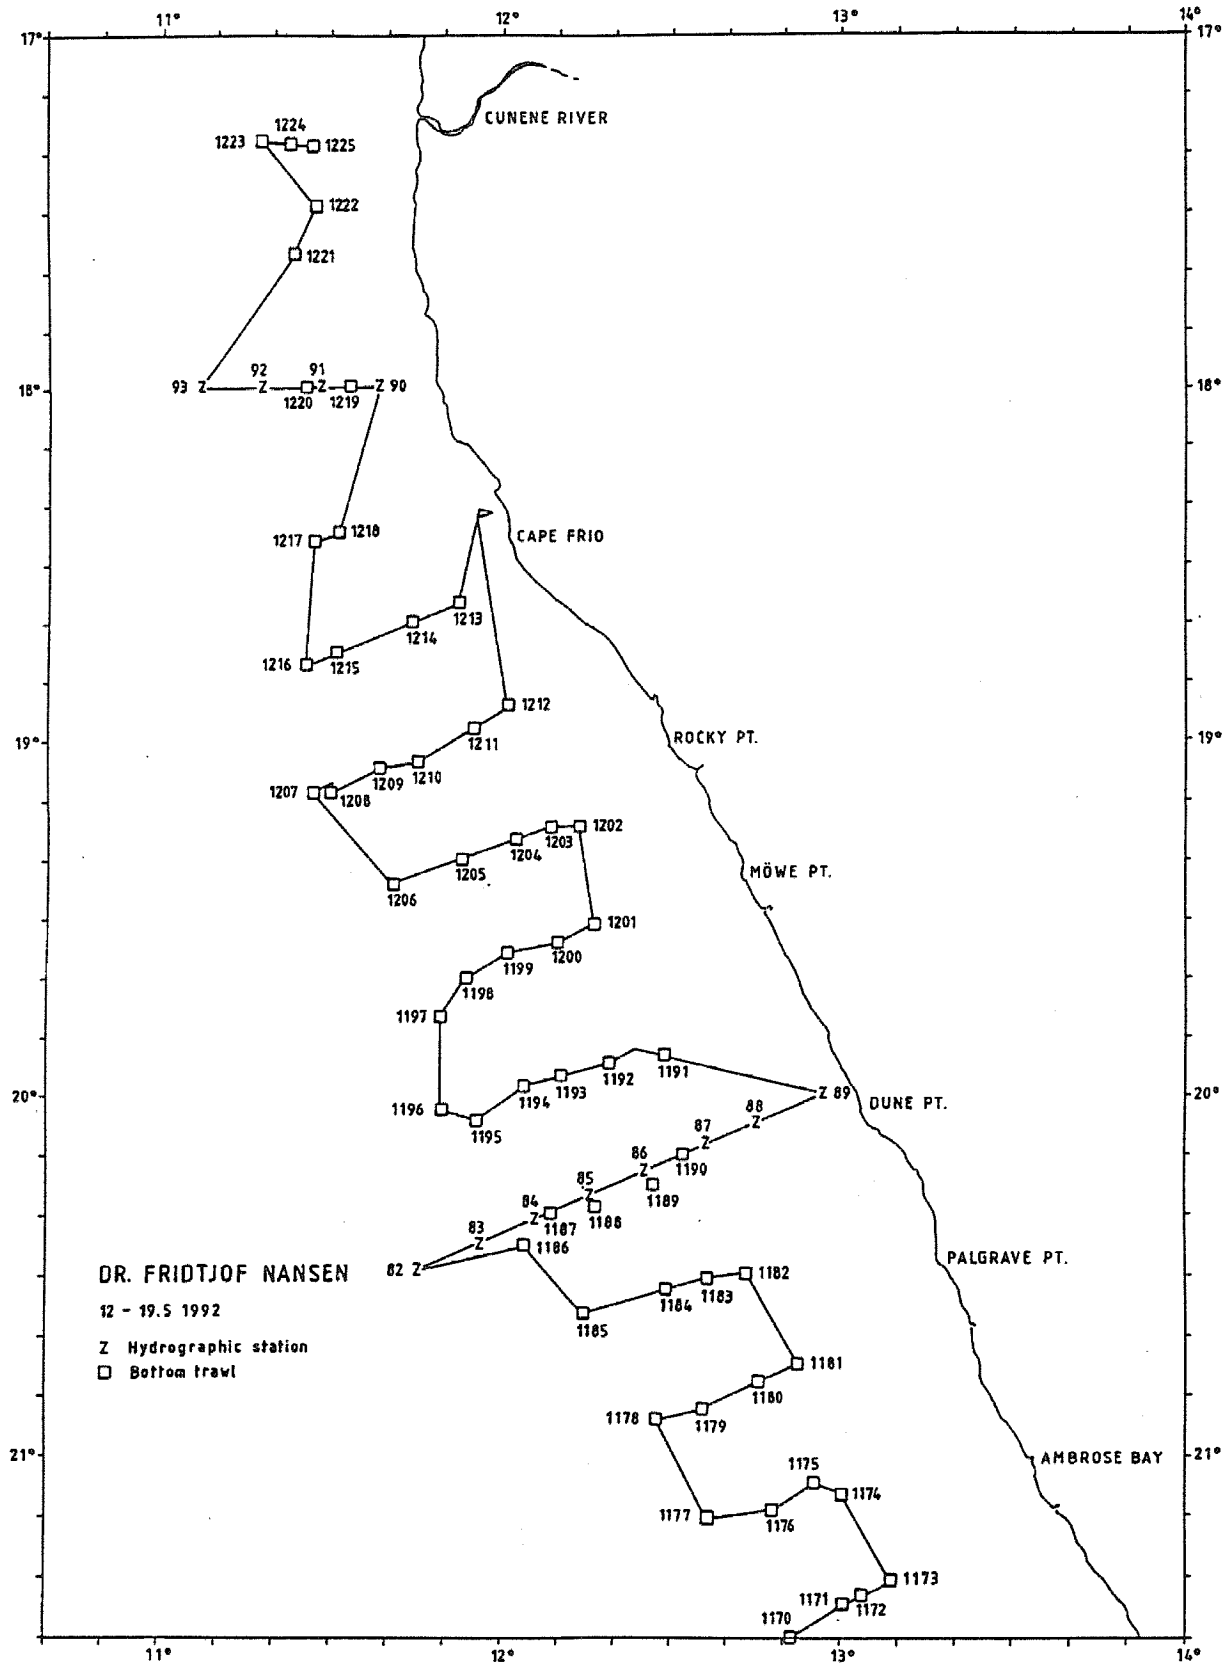 11° 12° 13° 14°
17° 17°
CUNENE RIVER
1224
1223 1225
1222
1221
92 91
93 Z Z Z Z 90
1220 1219
18° 18°
1218
1217
CAPE FRIO
1213
1214
1216 1215
1212
1211
ROCKY PT.
19° 19°
1210
1209
1207 1208
1202
1203
1204
1205
1206
MÖWE PT.
1201
1200
1199
1198
1197
1191
1192
1193
1194
1196 1195
20° 20°
Z 89
DUNE PT.
88
Z
87
Z
86
Z
1190
1189
85
Z
84
Z
1188
1187
83
Z
1186
82 Z
PALGRAVE PT.
DR. FRIDTJOF NANSEN
12 - 19.5 1992
Z Hydrographic station
Bottom trawl
1182
1183
1184
1185
1181
1180
1179
1178
21° 21°
AMBROSE BAY
1175
1174
1176
1177
1173
1172
1171
1170
11° 12° 13° 14°